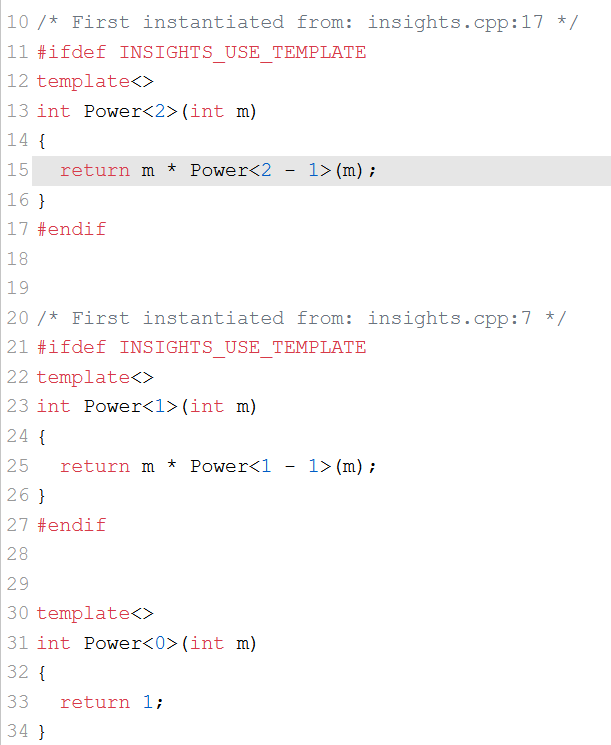 10 /* First instantiated from: insights.cpp:17 */
11 #ifdef INSIGHTS_USE_TEMPLATE
12 template<>
13 int Power<2>(int m)
14 {
15   return m * Power<2 - 1>(m);
16 }
17 #endif
18
19
20 /* First instantiated from: insights.cpp:7 */
21 #ifdef INSIGHTS_USE_TEMPLATE
22 template<>
23 int Power<1>(int m)
24 {
25   return m * Power<1 - 1>(m);
26 }
27 #endif
28
29
30 template<>
31 int Power<0>(int m)
32 {
33   return 1;
34 }